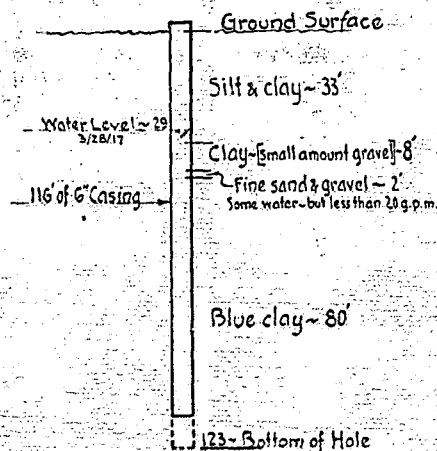 Ground Surface
Silt & clay ~ 33'
Water Level ~ 29
3/28/17
Clay ~ [small amount gravel] ~ 8'
Fine sand & gravel ~ 2'
Some water ~ but less than 20 g.p.m.
116' of 6" Casing
Blue clay ~ 80'
123 ~ Bottom of Hole